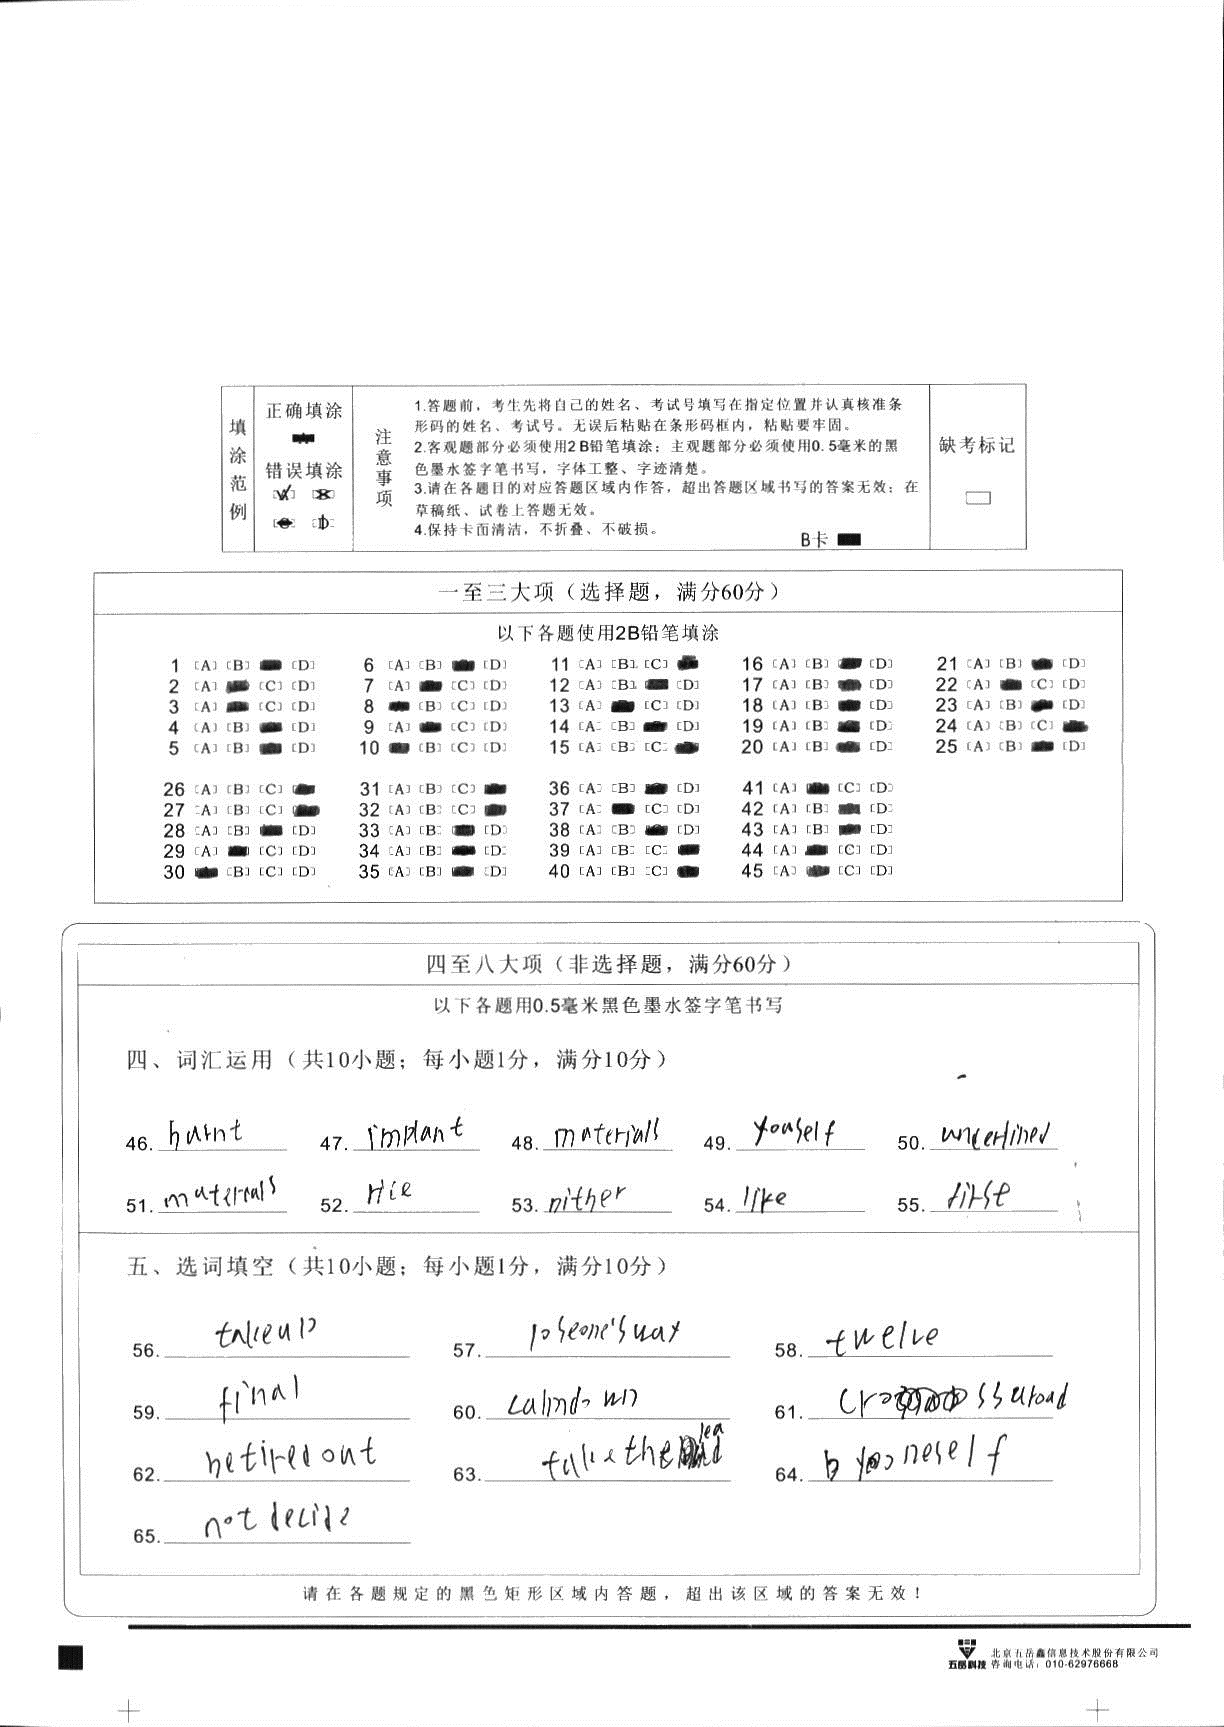 填涂范例
正确填涂
错误填涂
注意事项
1.答题前，考生先将自己的姓名、考试号填写在指定位置并认真核准条
形码的姓名、考试号。无误后粘贴在条形码框内，粘贴要牢固。
2.客观题部分必须使用2B铅笔填涂；主观题部分必须使用0.5毫米的黑
色墨水签字笔书写，字体工整、字迹清楚。
3.请在各题目的对应答题区域内作答，超出答题区域书写的答案无效；在
草稿纸、试卷上答题无效。
4.保持卡面清洁，不折叠、不破损。
B卡
缺考标记
一至三大项（选择题，满分60分）
以下各题使用2B铅笔填涂
1 [A] [B] [D] 6 [A] [B] [D] 11 [A] [B] [C] 16 [A] [B] [D] 21 [A] [B] [D]
2 [A] [C] [D] 7 [A] [C] [D] 12 [A] [B] [D] 17 [A] [B] [D] 22 [A] [C] [D]
3 [A] [C] [D] 8 [B] [C] [D] 13 [A] [C] [D] 18 [A] [B] [D] 23 [A] [B] [D]
4 [A] [B] [D] 9 [A] [C] [D] 14 [A] [B] [D] 19 [A] [B] [D] 24 [A] [B] [C]
5 [A] [B] [D] 10 [B] [C] [D] 15 [A] [B] [C] 20 [A] [B] [D] 25 [A] [B] [D]
26 [A] [B] [C] 31 [A] [B] [C] 36 [A] [B] [D] 41 [A] [C] [D]
27 [A] [B] [C] 32 [A] [B] [C] 37 [A] [C] [D] 42 [A] [B] [D]
28 [A] [B] [D] 33 [A] [B] [D] 38 [A] [B] [D] 43 [A] [B] [D]
29 [A] [C] [D] 34 [A] [B] [D] 39 [A] [B] [C] 44 [A] [C] [D]
30 [B] [C] [D] 35 [A] [B] [D] 40 [A] [B] [C] 45 [A] [C] [D]
四至八大项（非选择题，满分60分）
以下各题用0.5毫米黑色墨水签字笔书写
四、词汇运用（共10小题；每小题1分，满分10分）
46. burnt 47. implant 48. materials 49. youself 50. underlined
51. materials 52. rice 53. nither 54. like 55. first
五、选词填空（共10小题；每小题1分，满分10分）
56. takeup 57. 58. twelve
59. final 60. 61.
62. betired out 63. take the lea 64.
65. not decide
请在各题规定的黑色矩形区域内答题，超出该区域的答案无效！
五岳科技
北京五岳鑫信息技术股份有限公司
咨询电话：010-62976668